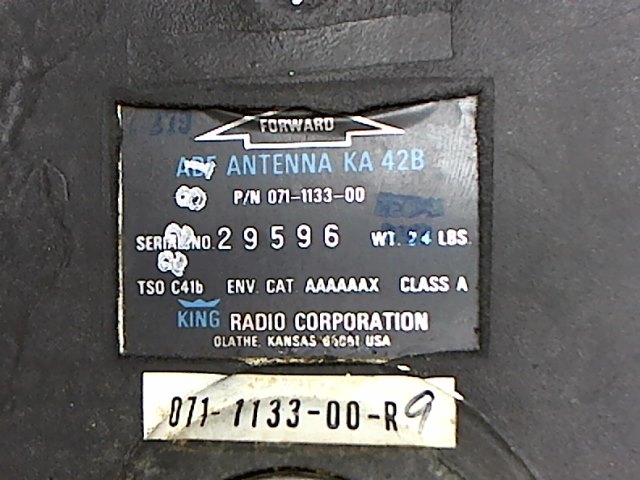 FORWARD
ADF ANTENNA KA 42B
P/N 071-1133-00
SERIAL NO. 29596 WT. 2.4 LBS.
TSO C41b ENV. CAT. AAAAAAX CLASS A
KING RADIO CORPORATION
OLATHE, KANSAS 66061 USA
071-1133-00-R9